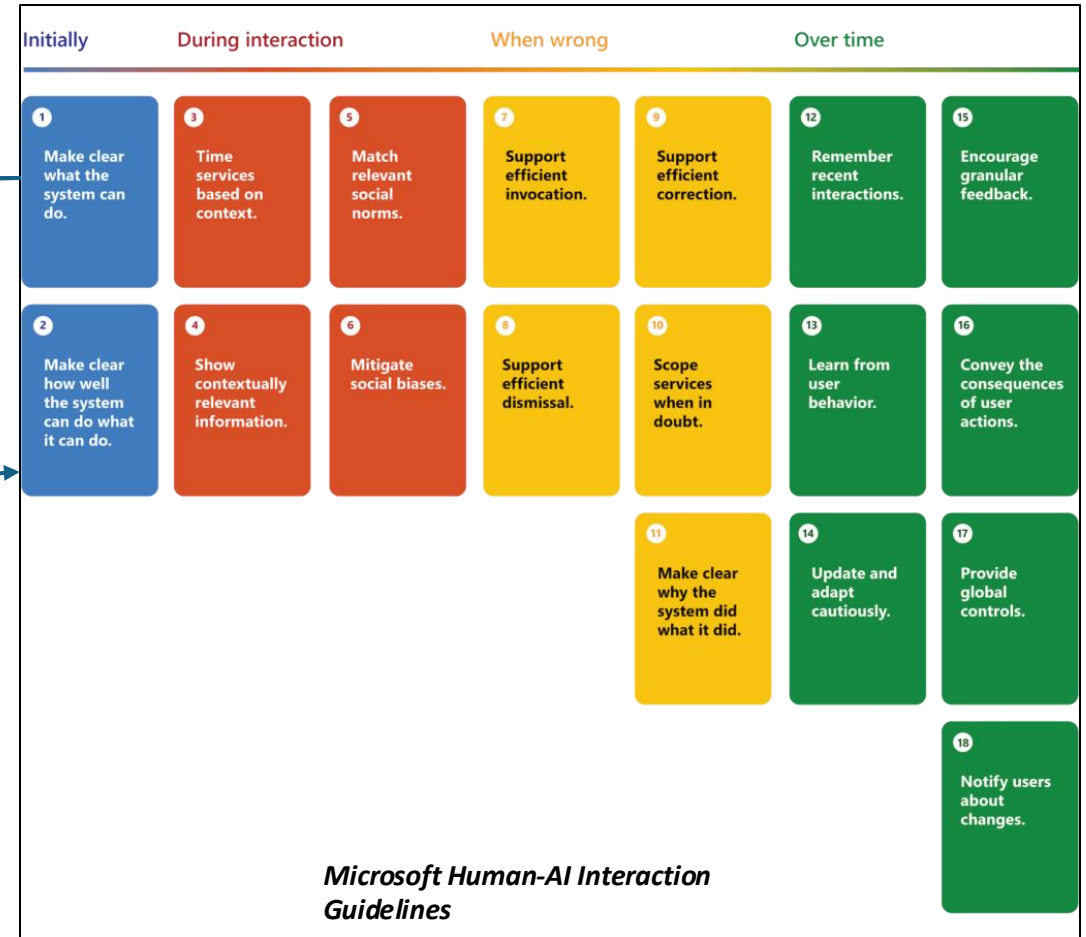 Initially
During interaction
When wrong
Over time
1
Make clear
what the
system can
do.
3
Time
services
based on
context.
5
Match
relevant
social
norms.
7
Support
efficient
invocation.
9
Support
efficient
correction.
12
Remember
recent
interactions.
15
Encourage
granular
feedback.
2
Make clear
how well
the system
can do what
it can do.
4
Show
contextually
relevant
information.
6
Mitigate
social biases.
8
Support
efficient
dismissal.
10
Scope
services
when in
doubt.
13
Learn from
user
behavior.
16
Convey the
consequences
of user
actions.
11
Make clear
why the
system did
what it did.
14
Update and
adapt
cautiously.
17
Provide
global
controls.
18
Notify users
about
changes.
Microsoft Human-AI Interaction
Guidelines